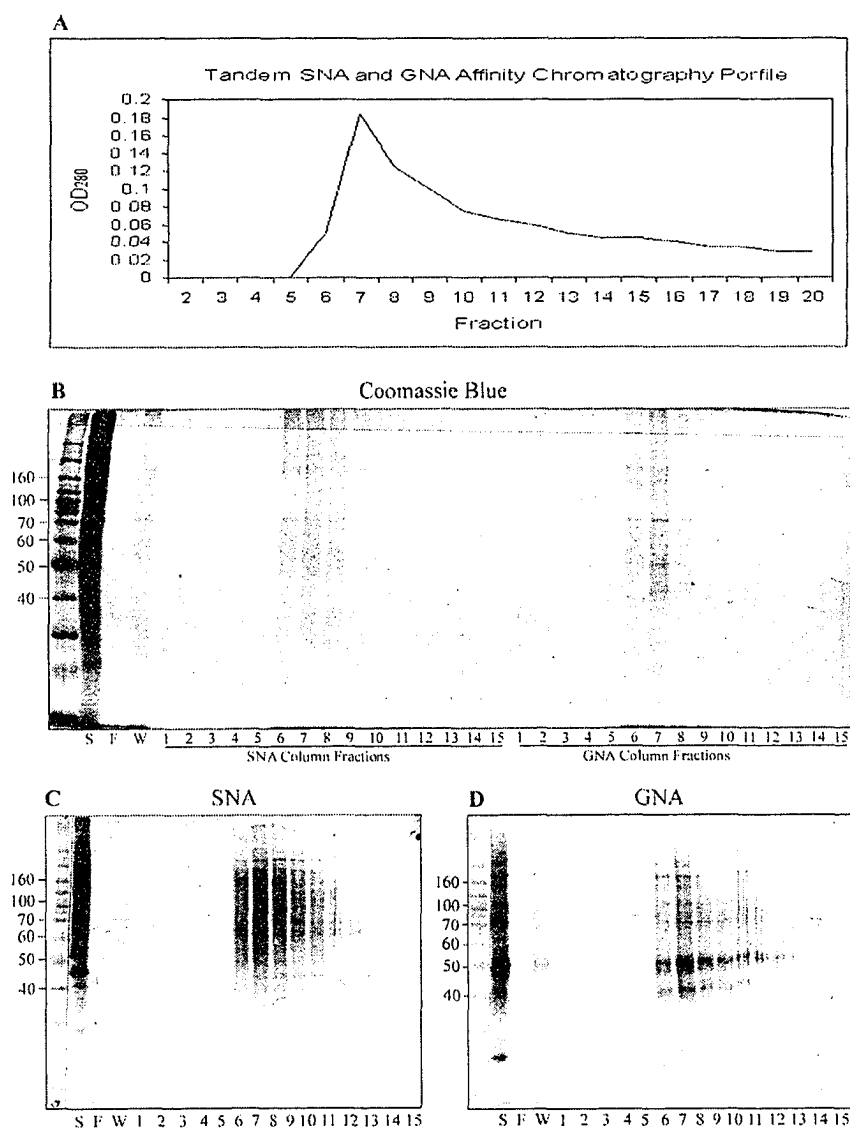 A
Tandem SNA and GNA Affinity Chromatography Porfile
0.2
0.18
0.16
0.14
0.12
0.1
0.08
0.06
0.04
0.02
0
OD280
2 3 4 5 6 7 8 9 10 11 12 13 14 15 16 17 18 19 20
Fraction
B
Coomassie Blue
160
100
70
60
50
40
S F W 1 2 3 4 5 6 7 8 9 10 11 12 13 14 15 1 2 3 4 5 6 7 8 9 10 11 12 13 14 15
SNA Column Fractions GNA Column Fractions
C SNA
160
100
70
60
50
40
S F W 1 2 3 4 5 6 7 8 9 10 11 12 13 14 15
D GNA
160
100
70
60
50
40
S F W 1 2 3 4 5 6 7 8 9 10 11 12 13 14 15